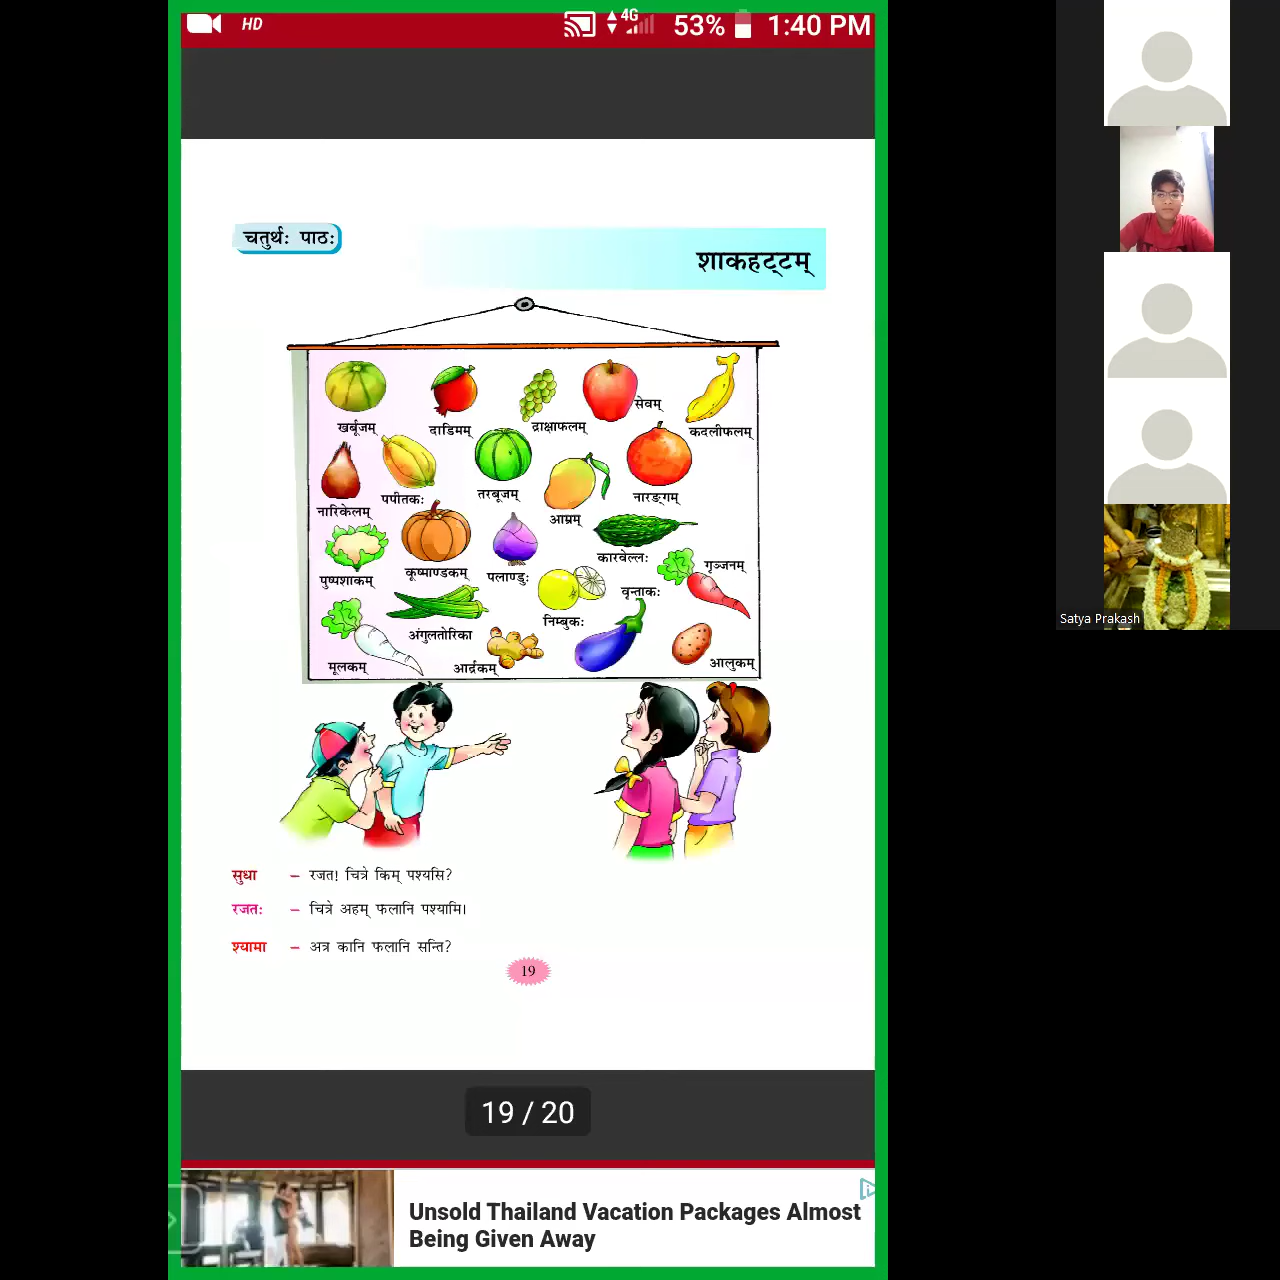 HD 4G 53% 1:40 PM
चतुर्थः पाठः
शाकहट्टम्
सेवम्
खर्बूजम् दाडिमम् द्राक्षाफलम् कदलीफलम्
नारिकेलम् पपीतकः तरबूजम् आम्रम् नारङ्गम्
पुष्पशाकम् कूष्माण्डकम् पलाण्डुः कारवेल्लः गृञ्जनम्
अंगुलतोरिका निम्बुकः वृन्ताकः
मूलकम् आर्द्रकम् आलुकम्
सुधा – रजत! चित्रे किम् पश्यसि?
रजतः – चित्रे अहम् फलानि पश्यामि।
श्यामा – अत्र कानि फलानि सन्ति?
19
19 / 20
Unsold Thailand Vacation Packages Almost
Being Given Away
Satya Prakash